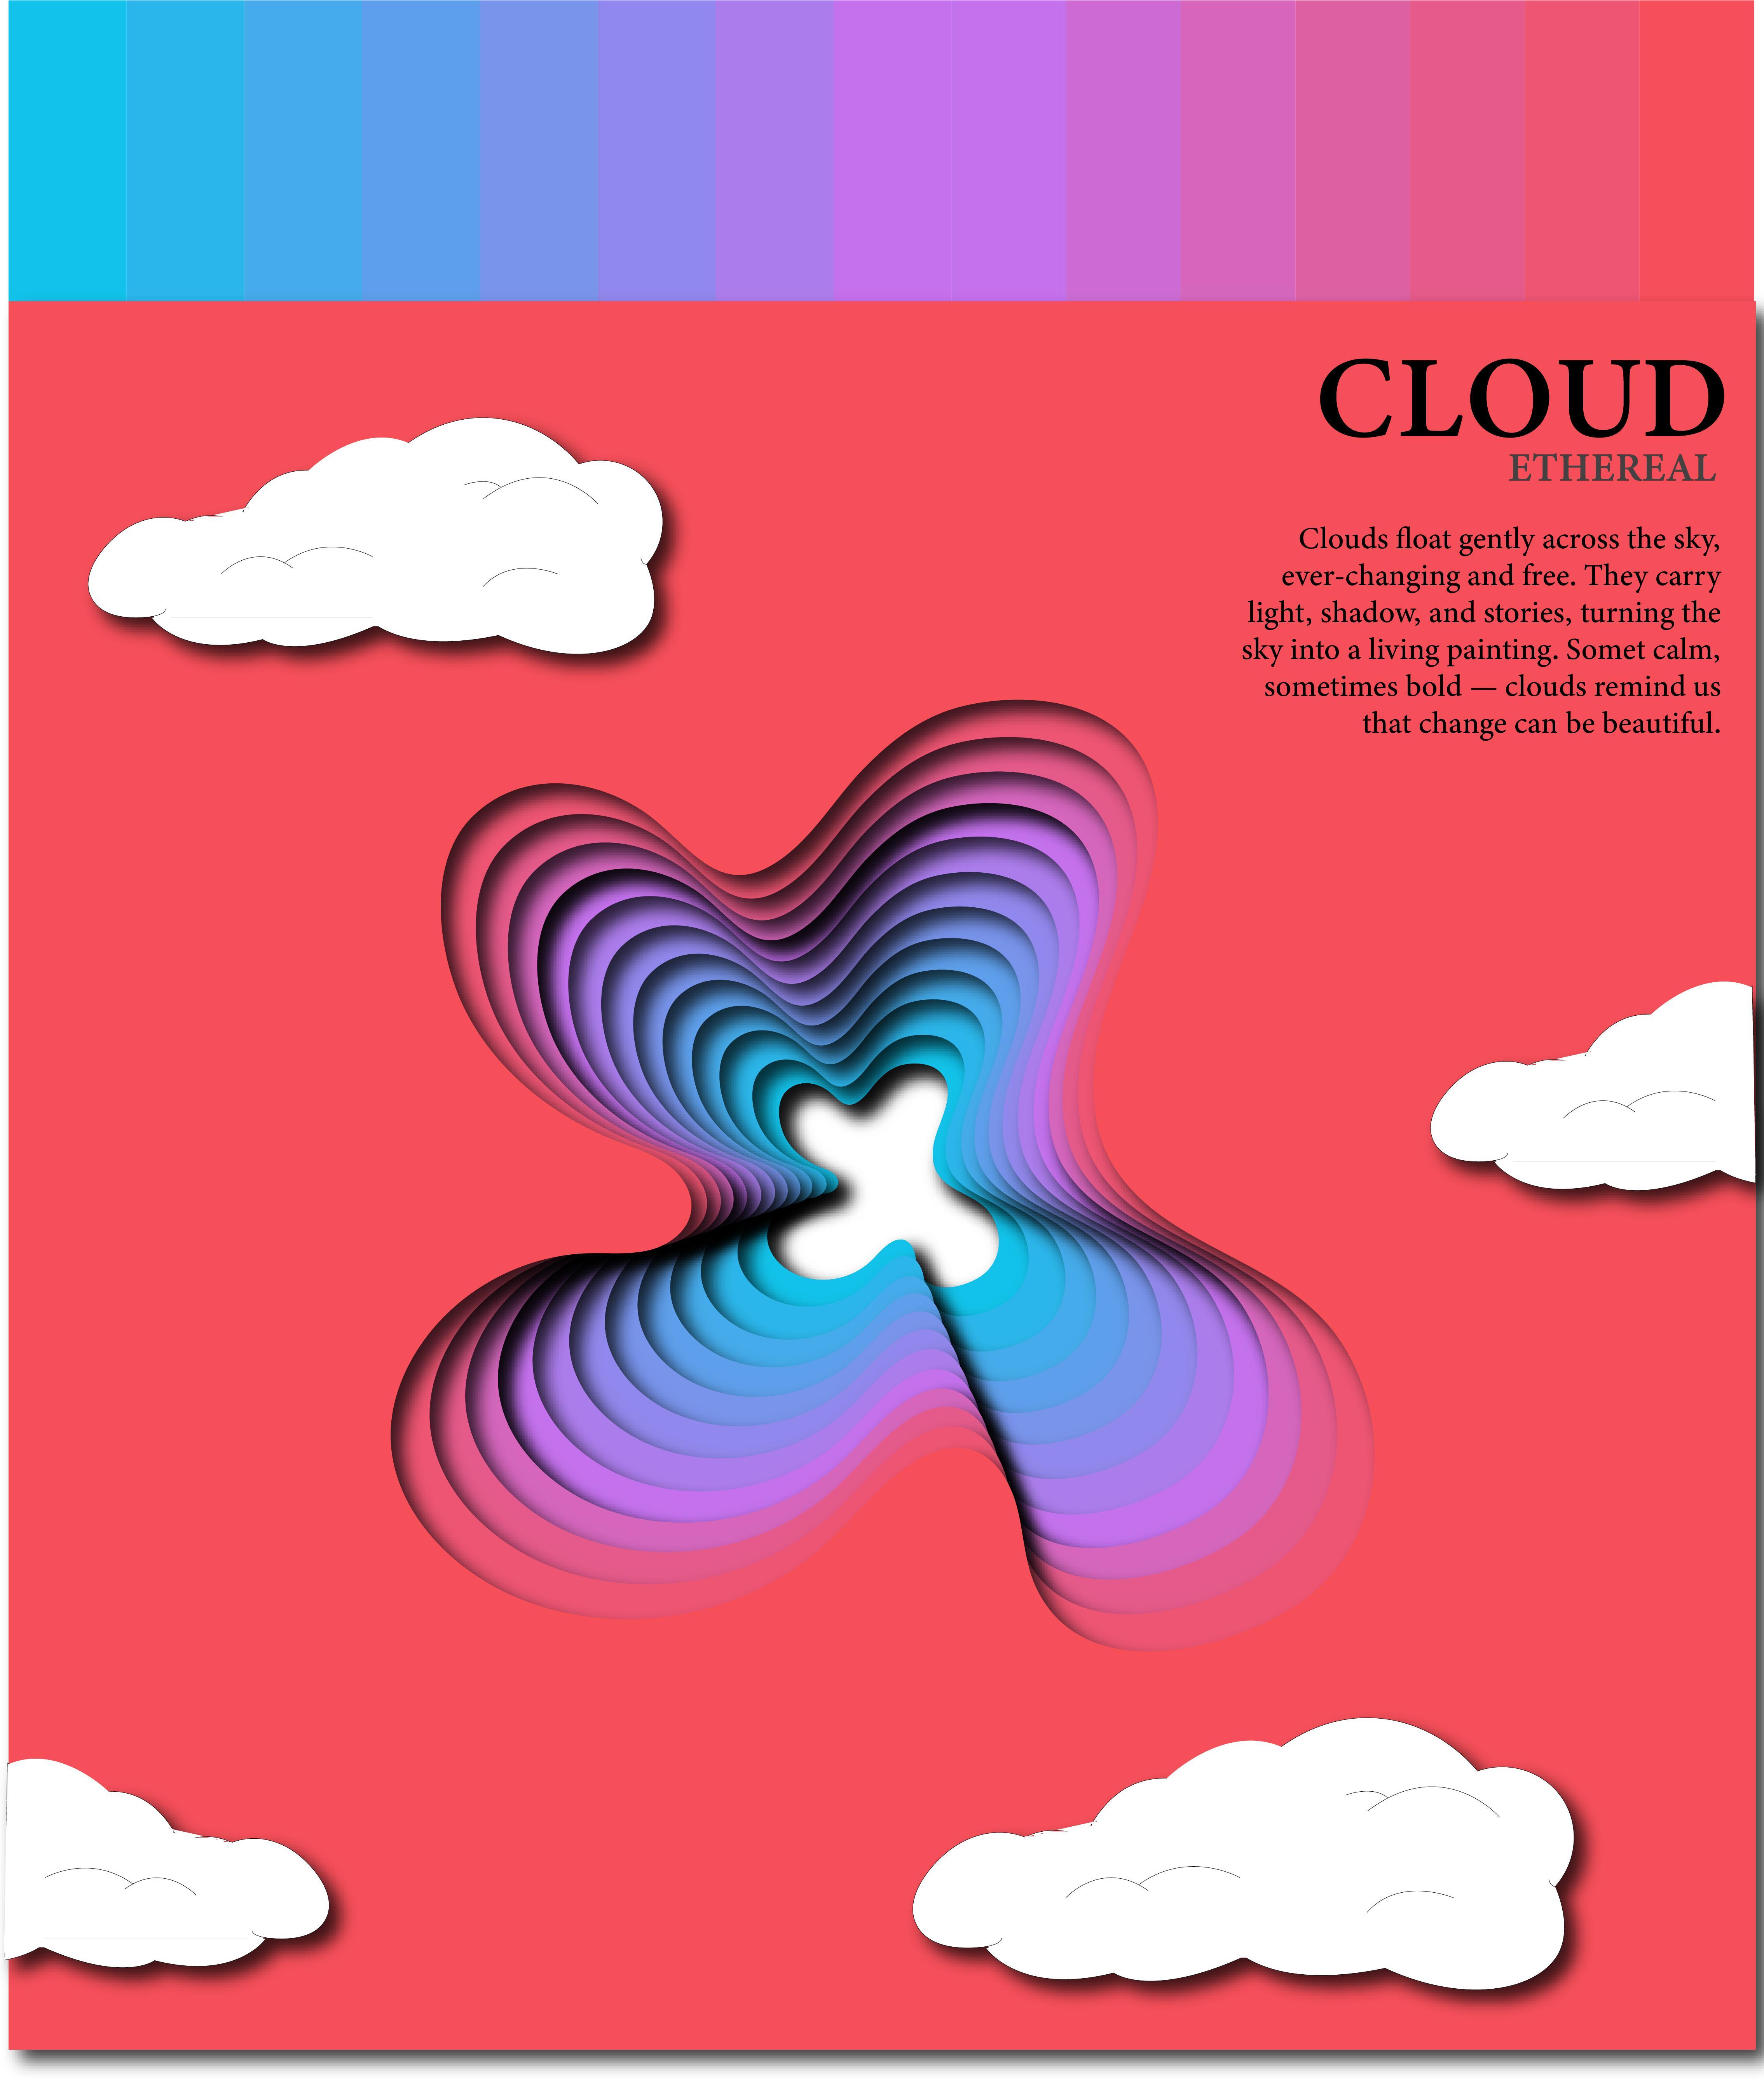 CLOUD
ETHEREAL
Clouds float gently across the sky,
ever-changing and free. They carry
light, shadow, and stories, turning the
sky into a living painting. Somet calm,
sometimes bold — clouds remind us
that change can be beautiful.